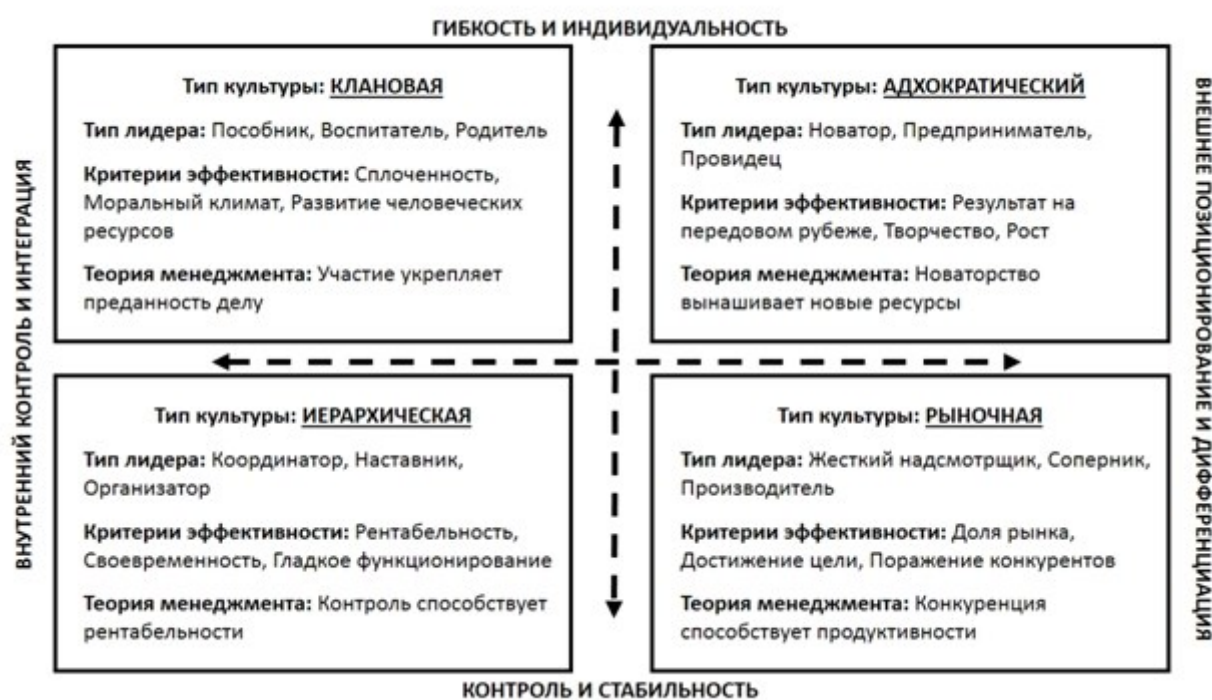 ГИБКОСТЬ И ИНДИВИДУАЛЬНОСТЬ
Тип культуры: КЛАНОВАЯ
Тип лидера: Пособник, Воспитатель, Родитель
Критерии эффективности: Сплоченность,
Моральный климат, Развитие человеческих
ресурсов
Теория менеджмента: Участие укрепляет
преданность делу
Тип культуры: АДХОКРАТИЧЕСКИЙ
Тип лидера: Новатор, Предприниматель,
Провидец
Критерии эффективности: Результат на
передовом рубеже, Творчество, Рост
Теория менеджмента: Новаторство
вынашивает новые ресурсы
ВНУТРЕННИЙ КОНТРОЛЬ И ИНТЕГРАЦИЯ
ВНЕШНЕЕ ПОЗИЦИОНИРОВАНИЕ И ДИФФЕРЕНЦИАЦИЯ
Тип культуры: ИЕРАРХИЧЕСКАЯ
Тип лидера: Координатор, Наставник,
Организатор
Критерии эффективности: Рентабельность,
Своевременность, Гладкое функционирование
Теория менеджмента: Контроль способствует
рентабельности
Тип культуры: РЫНОЧНАЯ
Тип лидера: Жесткий надсмотрщик, Соперник,
Производитель
Критерии эффективности: Доля рынка,
Достижение цели, Поражение конкурентов
Теория менеджмента: Конкуренция
способствует продуктивности
КОНТРОЛЬ И СТАБИЛЬНОСТЬ